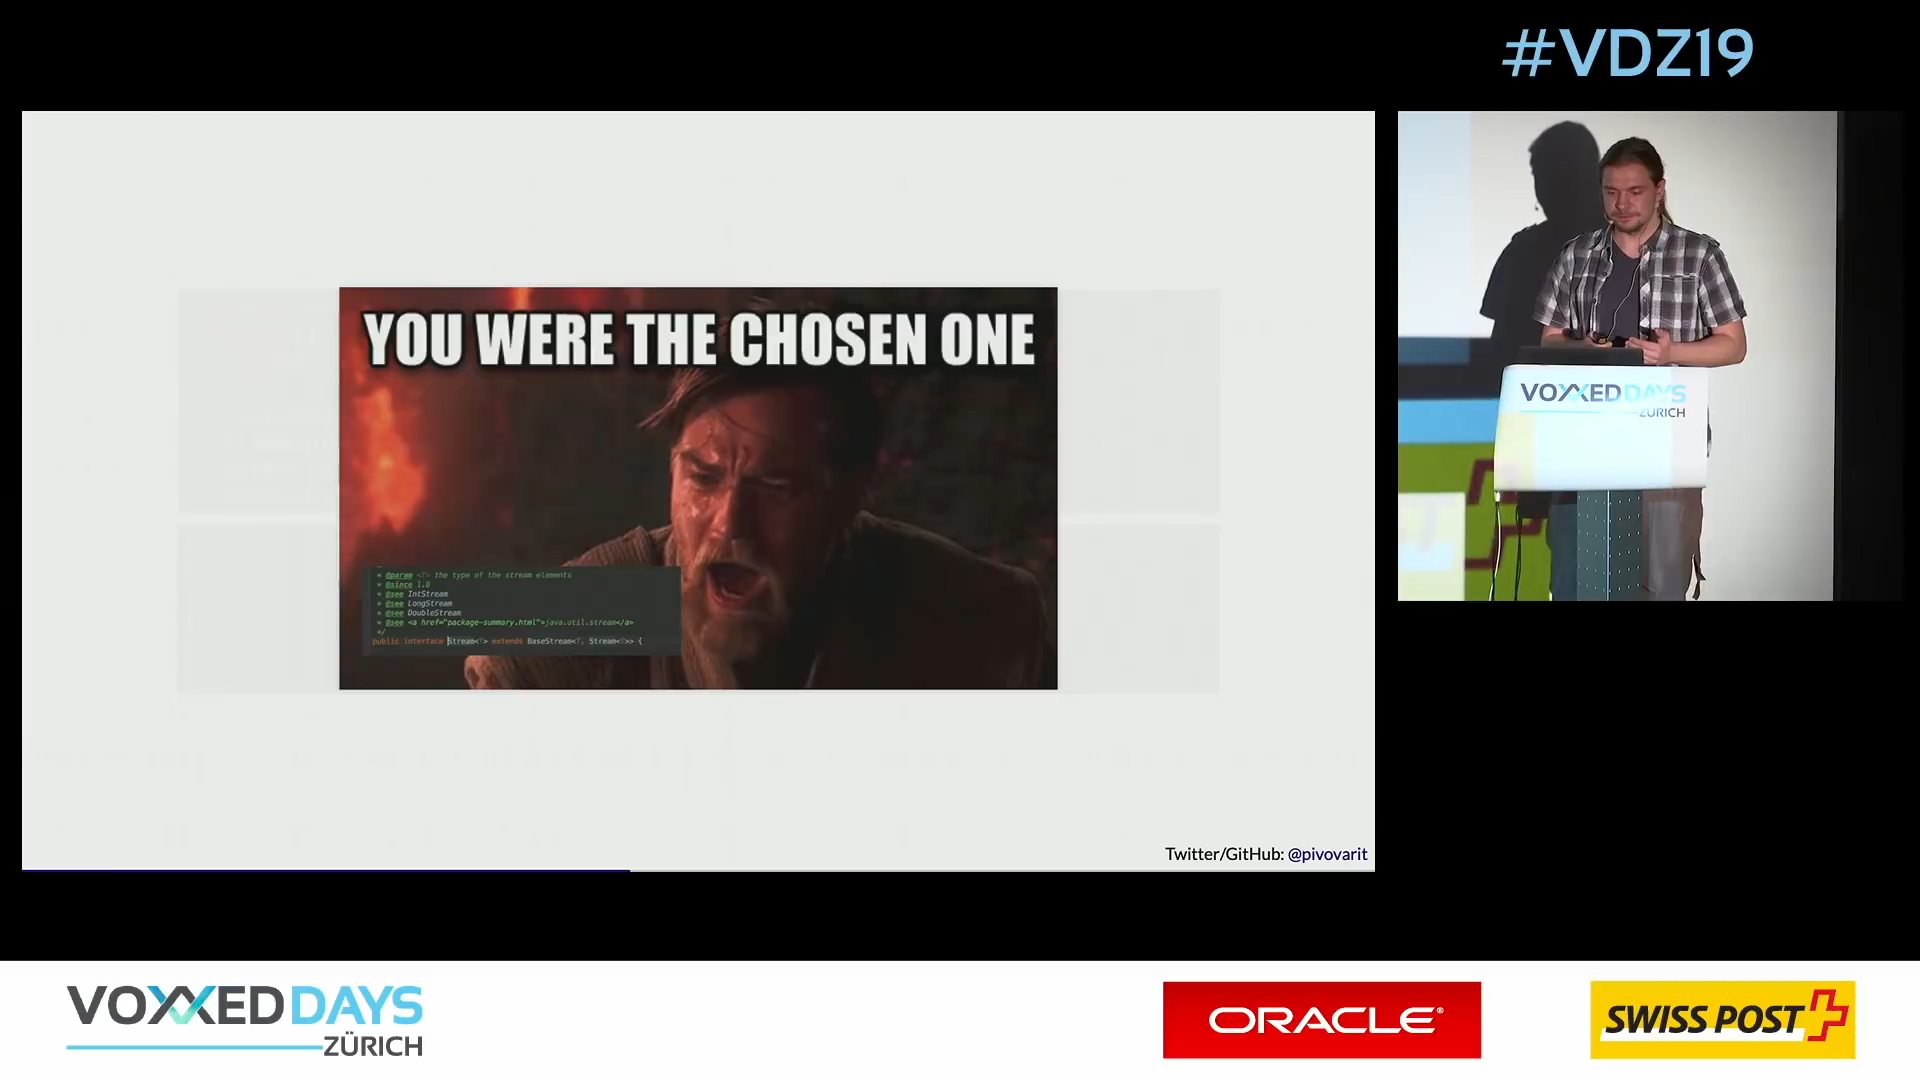 #VDZ19
YOU WERE THE CHOSEN ONE
* @param <T> the type of the stream elements
* @since 1.8
* @see IntStream
* @see LongStream
* @see DoubleStream
* @see <a href="package-summary.html">java.util.stream</a>
*/
public interface Stream<T> extends BaseStream<T, Stream<T>> {
Twitter/GitHub: @pivovarit
VOXXED DAYS
ZÜRICH
VOXXED DAYS
ZÜRICH
ORACLE®
SWISS POST